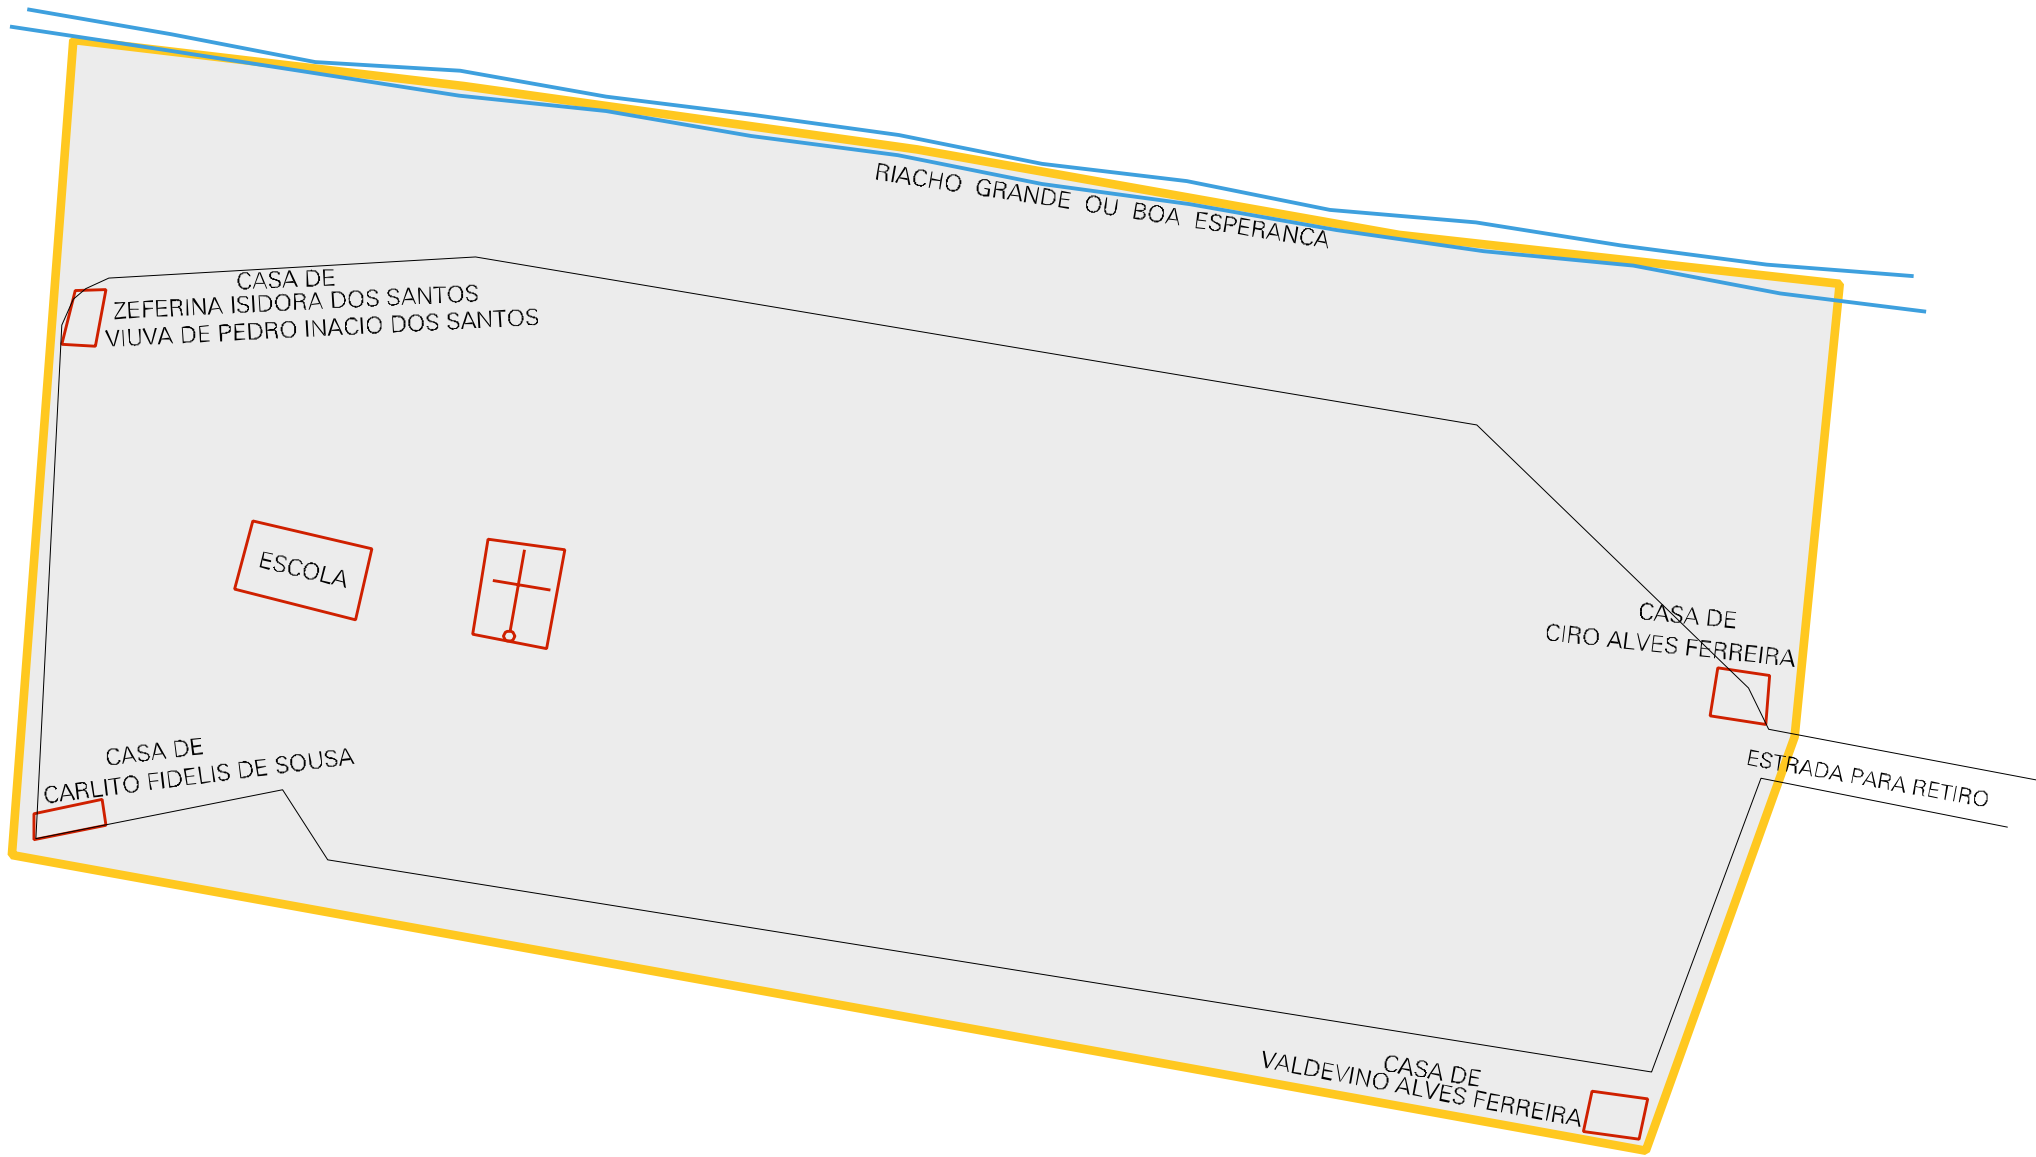 RIACHO GRANDE OU BOA ESPERANCA
CASA DE
ZEFERINA ISIDORA DOS SANTOS
VIUVA DE PEDRO INACIO DOS SANTOS
ESCOLA
CASA DE
CIRO ALVES FERREIRA
CASA DE
CARLITO FIDELIS DE SOUSA
ESTRADA PARA RETIRO
CASA DE
VALDEVINO ALVES FERREIRA